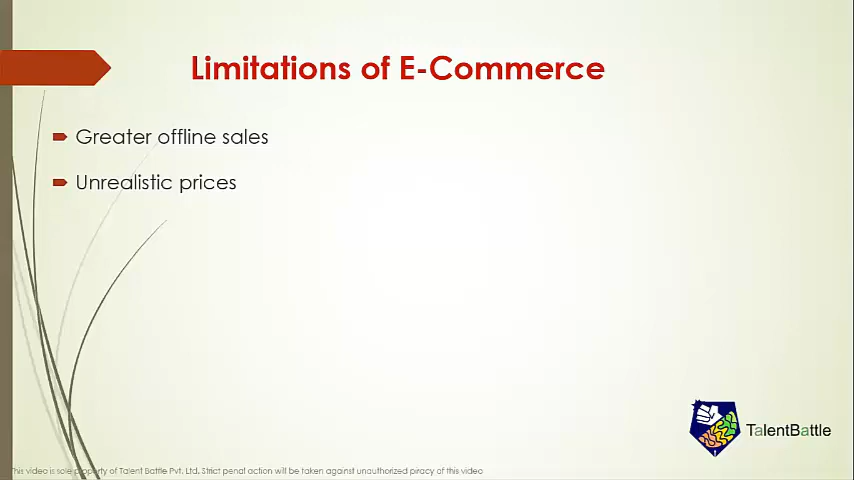 Limitations of E-Commerce
Greater offline sales
Unrealistic prices
TalentBattle
This video is sole property of Talent Battle Pvt. Ltd. Strict penal action will be taken against unauthorized piracy of this video